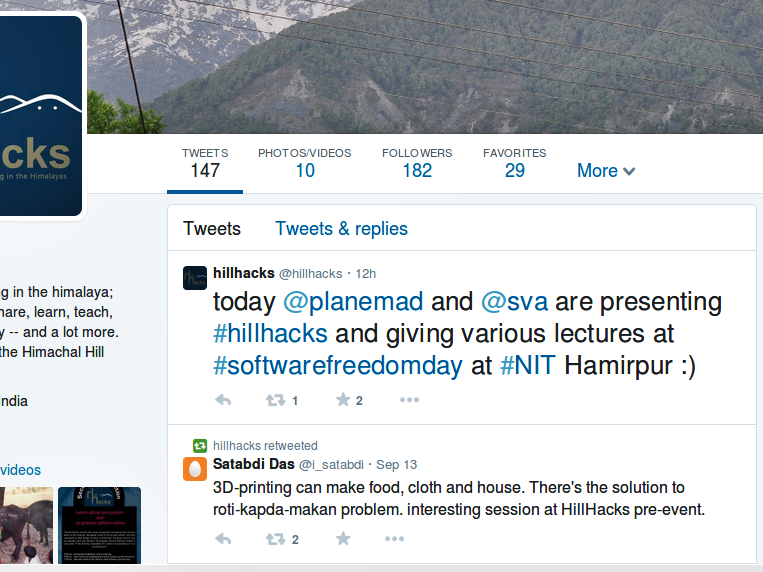 cks
g in the Himalayas
TWEETS
147
PHOTOS/VIDEOS
10
FOLLOWERS
182
FAVORITES
29
More
g in the himalaya;
hare, learn, teach,
y -- and a lot more.
the Himachal Hill
ndia
videos
Tweets
Tweets & replies
hillhacks @hillhacks · 12h
today @planemad and @sva are presenting
#hillhacks and giving various lectures at
#softwarefreedomday at #NIT Hamirpur :)
1
2
hillhacks retweeted
Satabdi Das @i_satabdi · Sep 13
3D-printing can make food, cloth and house. There's the solution to
roti-kapda-makan problem. interesting session at HillHacks pre-event.
2